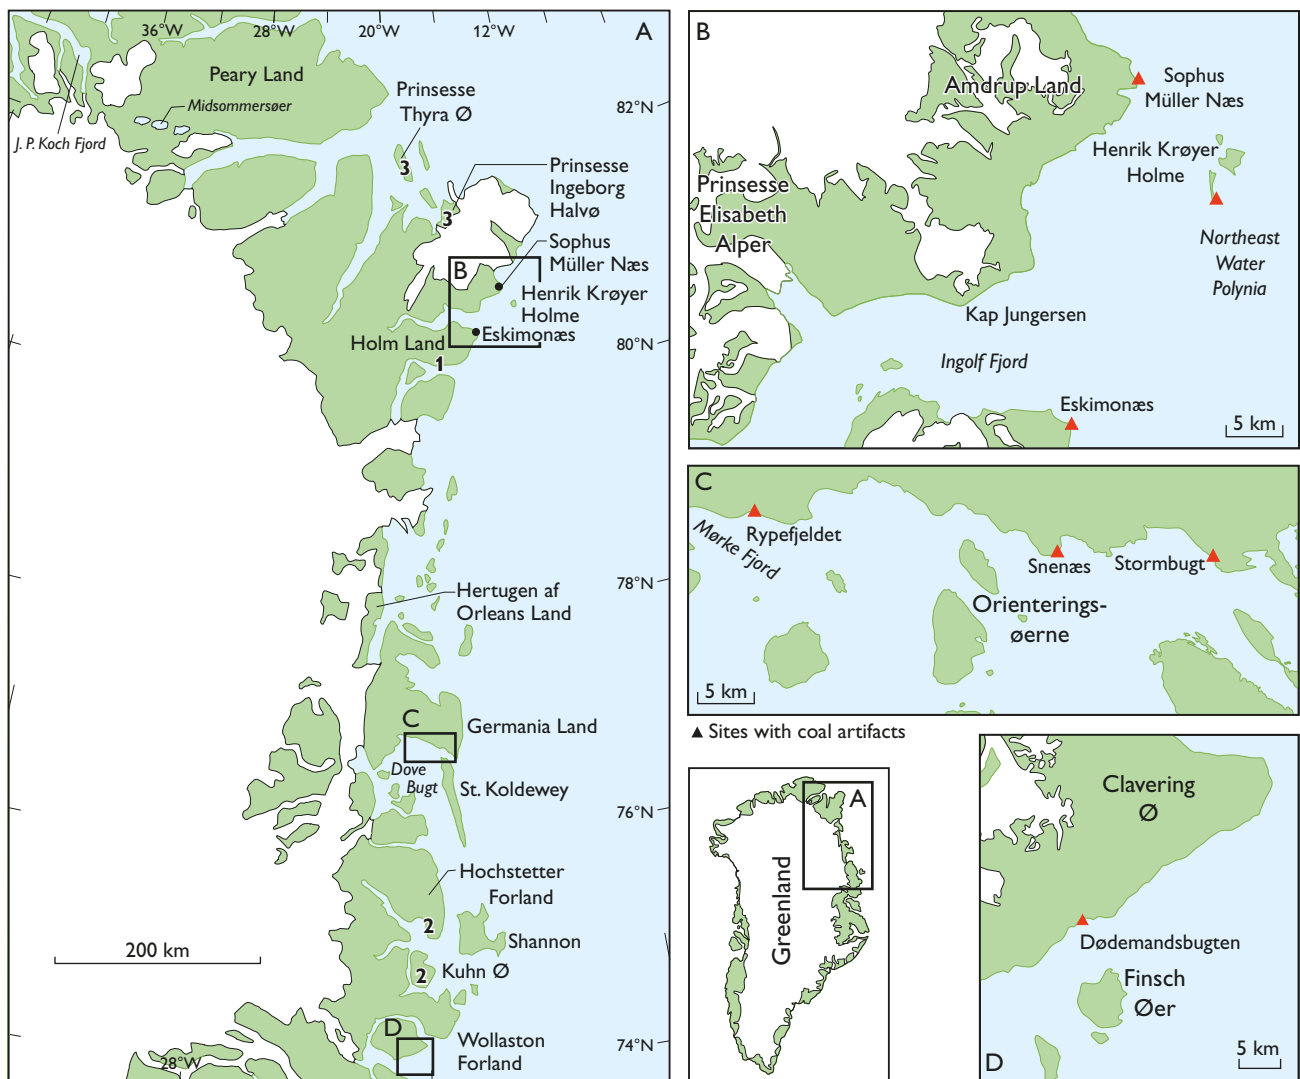 36°W
28°W
20°W
12°W
A
Peary Land
Midsommersøer
J. P. Koch Fjord
Prinsesse
Thyra Ø
82°N
3
Prinsesse
Ingeborg
Halvø
3
Sophus
Müller Næs
B
Henrik Krøyer
Holme
Eskimonæs
Holm Land
80°N
1
78°N
Hertugen af
Orleans Land
C
Germania Land
Dove
Bugt
St. Koldewey
76°N
Hochstetter
Forland
2
Shannon
200 km
2
Kuhn Ø
D
Wollaston
Forland
74°N
28°W
B
Amdrup Land
Sophus
Müller Næs
Henrik Krøyer
Holme
Prinsesse
Elisabeth
Alper
Northeast
Water
Polynia
Kap Jungersen
Ingolf Fjord
Eskimonæs
5 km
C
Mørke Fjord
Rypefjeldet
Snenæs
Stormbugt
Orienterings-
øerne
5 km
▲ Sites with coal artifacts
A
Greenland
Clavering
Ø
Dødemandsbugten
Finsch
Øer
D
5 km